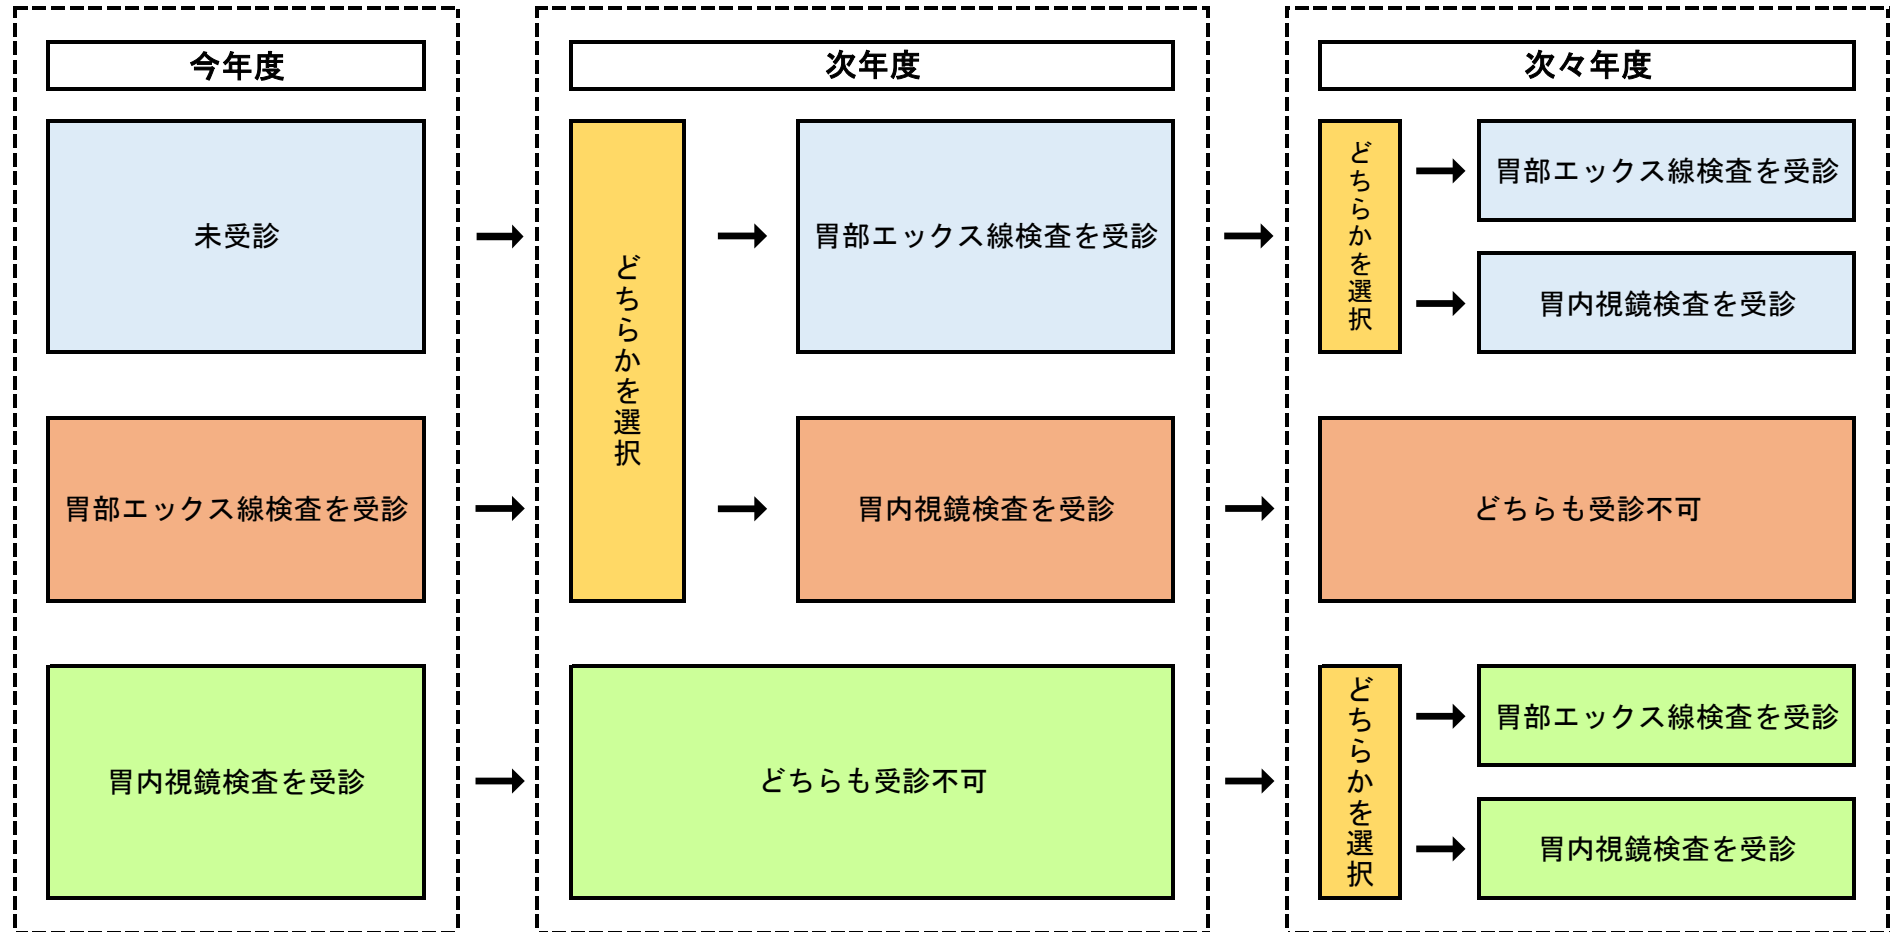 今年度
次年度
次々年度
未受診
どちらかを選択
胃部エックス線検査を受診
どちらかを選択
胃部エックス線検査を受診
胃内視鏡検査を受診
胃部エックス線検査を受診
胃内視鏡検査を受診
どちらも受診不可
胃内視鏡検査を受診
どちらも受診不可
どちらかを選択
胃部エックス線検査を受診
胃内視鏡検査を受診